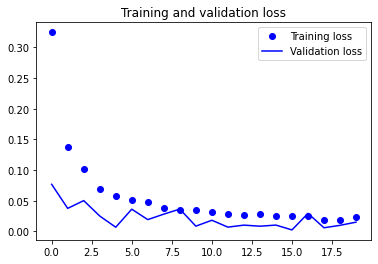 Training and validation loss
Training loss
Validation loss
0.30
0.25
0.20
0.15
0.10
0.05
0.00
0.0 2.5 5.0 7.5 10.0 12.5 15.0 17.5